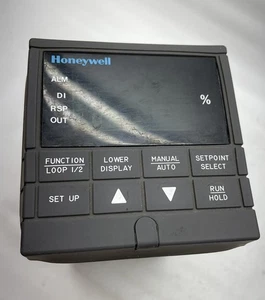 Honeywell
ALM
DI
%
RSP
OUT
FUNCTION LOWER MANUAL SETPOINT
LOOP 1/2 DISPLAY AUTO SELECT
SET UP RUN
HOLD